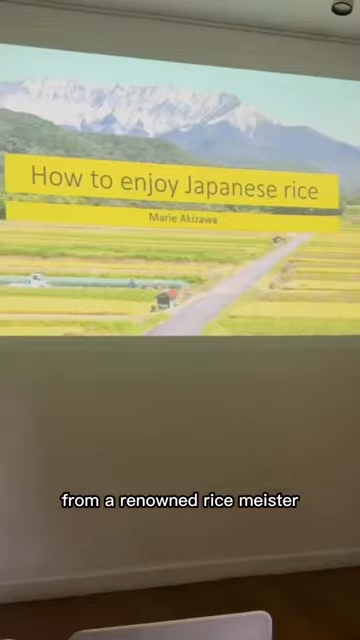 How to enjoy Japanese rice
Marie Akizawa
from a renowned rice meister